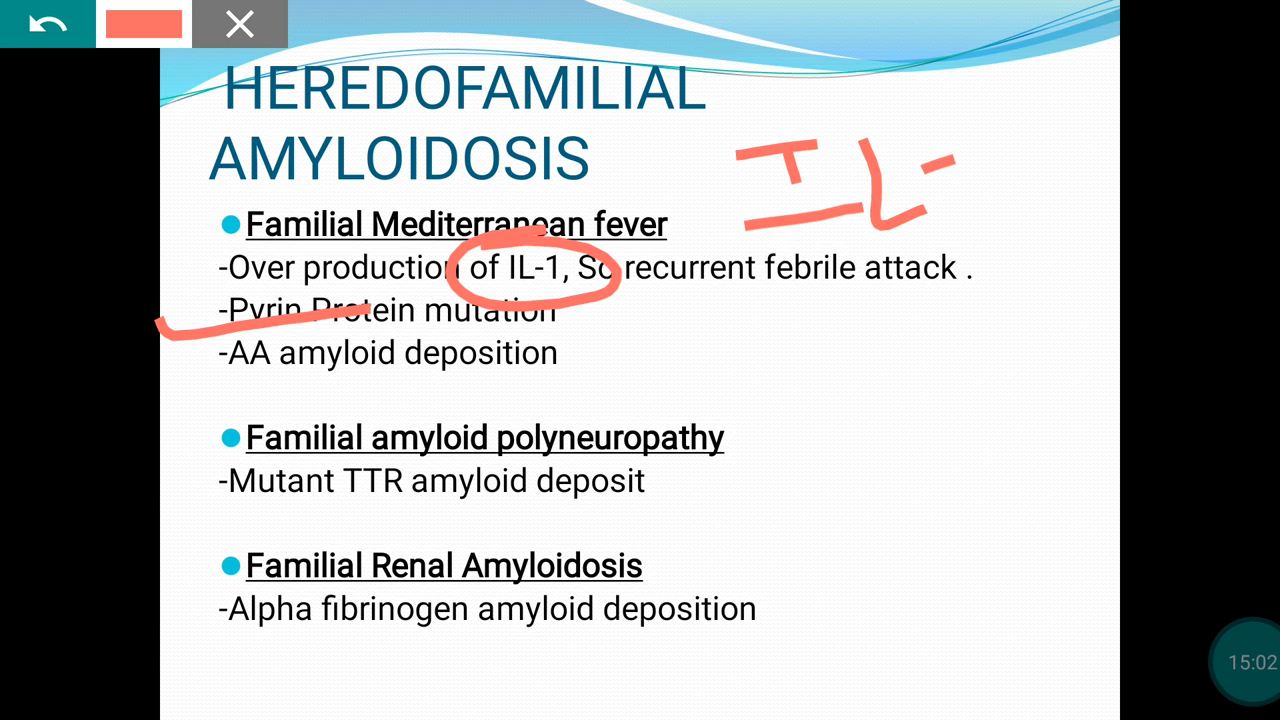 HEREDOFAMILIAL
AMYLOIDOSIS
IL-
Familial Mediterranean fever
-Over production of IL-1, So recurrent febrile attack .
-Pyrin Protein mutation
-AA amyloid deposition
Familial amyloid polyneuropathy
-Mutant TTR amyloid deposit
Familial Renal Amyloidosis
-Alpha fibrinogen amyloid deposition
15:02